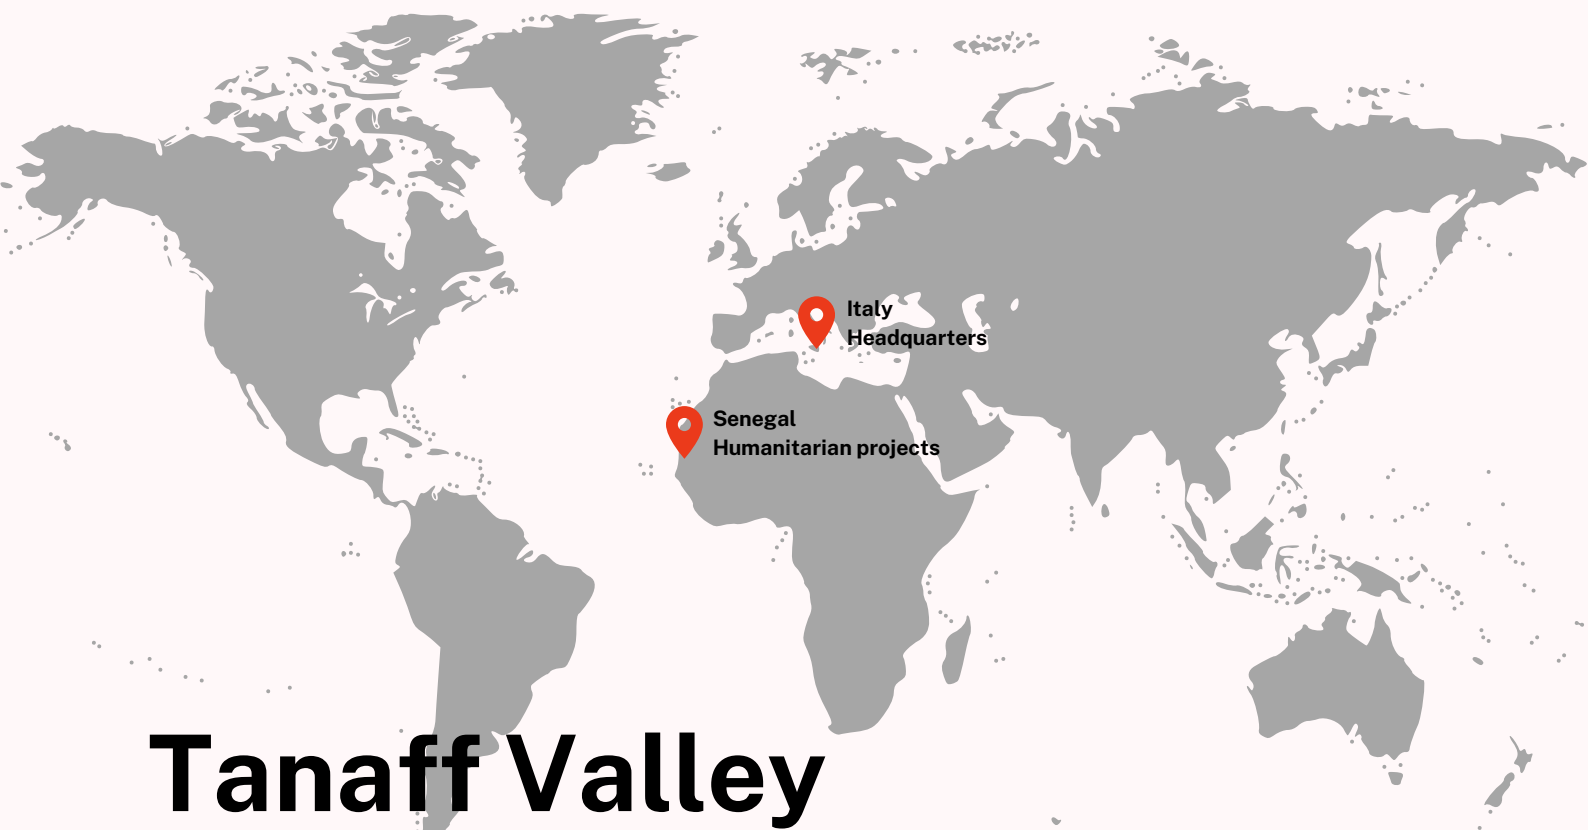 Italy
Headquarters
Senegal
Humanitarian projects
Tanaff Valley